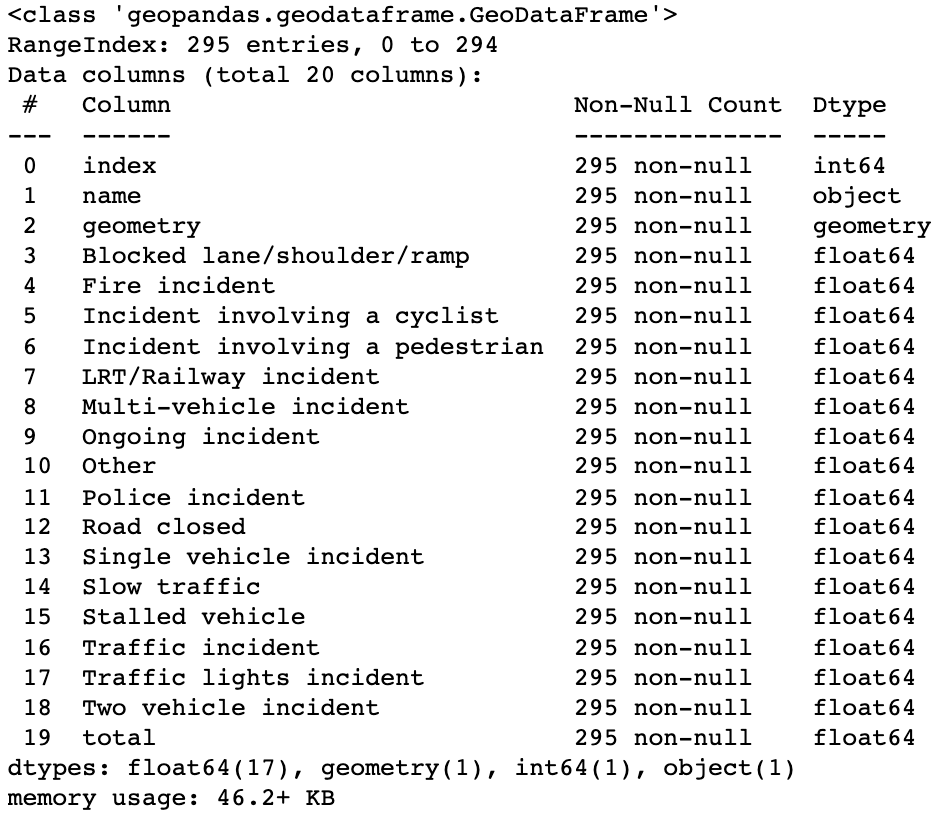 <class 'geopandas.geodataframe.GeoDataFrame'>
RangeIndex: 295 entries, 0 to 294
Data columns (total 20 columns):
 #   Column                           Non-Null Count  Dtype
---  ------                           --------------  -----
 0   index                            295 non-null    int64
 1   name                             295 non-null    object
 2   geometry                         295 non-null    geometry
 3   Blocked lane/shoulder/ramp       295 non-null    float64
 4   Fire incident                    295 non-null    float64
 5   Incident involving a cyclist     295 non-null    float64
 6   Incident involving a pedestrian  295 non-null    float64
 7   LRT/Railway incident             295 non-null    float64
 8   Multi-vehicle incident           295 non-null    float64
 9   Ongoing incident                 295 non-null    float64
 10  Other                            295 non-null    float64
 11  Police incident                  295 non-null    float64
 12  Road closed                      295 non-null    float64
 13  Single vehicle incident          295 non-null    float64
 14  Slow traffic                     295 non-null    float64
 15  Stalled vehicle                  295 non-null    float64
 16  Traffic incident                 295 non-null    float64
 17  Traffic lights incident          295 non-null    float64
 18  Two vehicle incident             295 non-null    float64
 19  total                            295 non-null    float64
dtypes: float64(17), geometry(1), int64(1), object(1)
memory usage: 46.2+ KB